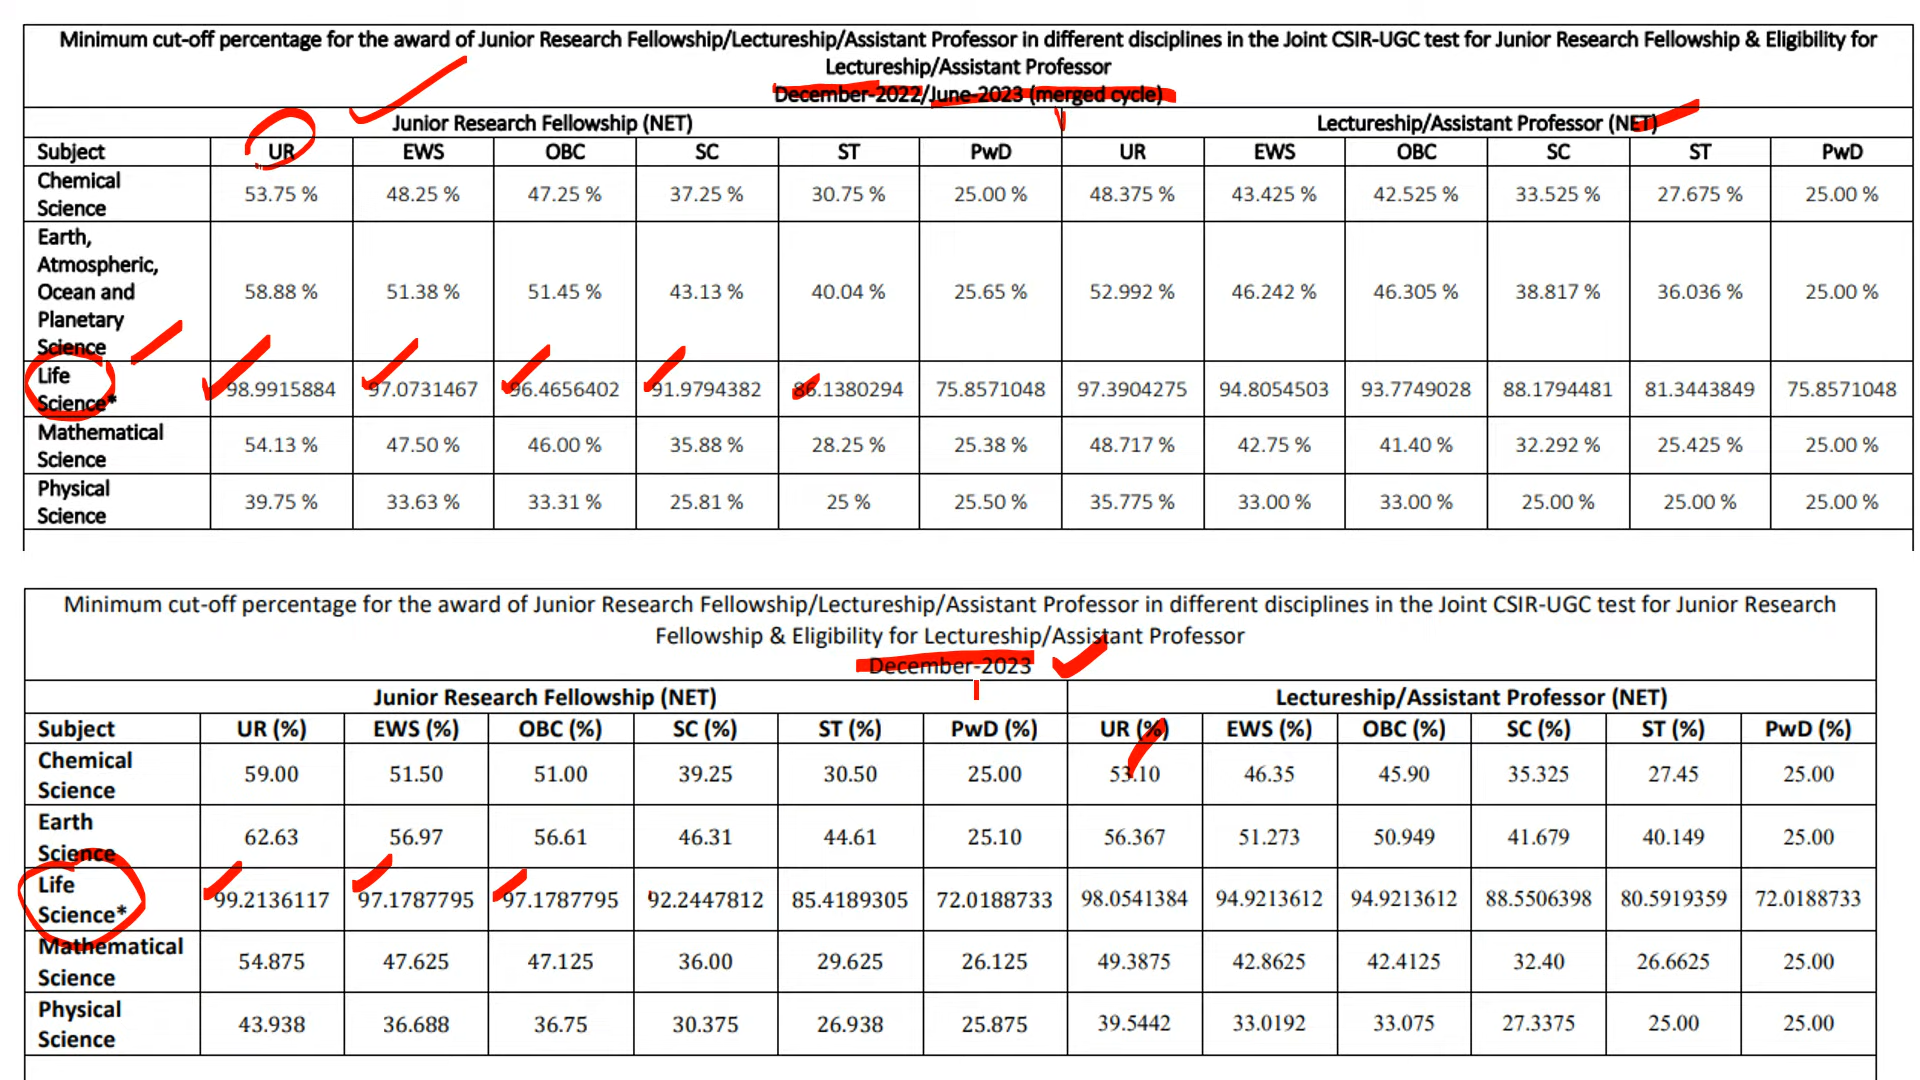 Minimum cut-off percentage for the award of Junior Research Fellowship/Lectureship/Assistant Professor in different disciplines in the Joint CSIR-UGC test for Junior Research Fellowship & Eligibility for
Lectureship/Assistant Professor
December-2022/June-2023 (merged cycle)
Junior Research Fellowship (NET) Lectureship/Assistant Professor (NET)
Subject UR EWS OBC SC ST PwD UR EWS OBC SC ST PwD
Chemical
Science 53.75 % 48.25 % 47.25 % 37.25 % 30.75 % 25.00 % 48.375 % 43.425 % 42.525 % 33.525 % 27.675 % 25.00 %
Earth,
Atmospheric,
Ocean and
Planetary
Science 58.88 % 51.38 % 51.45 % 43.13 % 40.04 % 25.65 % 52.992 % 46.242 % 46.305 % 38.817 % 36.036 % 25.00 %
Life
Science* 98.9915884 97.0731467 96.4656402 91.9794382 86.1380294 75.8571048 97.3904275 94.8054503 93.7749028 88.1794481 81.3443849 75.8571048
Mathematical
Science 54.13 % 47.50 % 46.00 % 35.88 % 28.25 % 25.38 % 48.717 % 42.75 % 41.40 % 32.292 % 25.425 % 25.00 %
Physical
Science 39.75 % 33.63 % 33.31 % 25.81 % 25 % 25.50 % 35.775 % 33.00 % 33.00 % 25.00 % 25.00 % 25.00 %
Minimum cut-off percentage for the award of Junior Research Fellowship/Lectureship/Assistant Professor in different disciplines in the Joint CSIR-UGC test for Junior Research
Fellowship & Eligibility for Lectureship/Assistant Professor
December-2023
Junior Research Fellowship (NET) Lectureship/Assistant Professor (NET)
Subject UR (%) EWS (%) OBC (%) SC (%) ST (%) PwD (%) UR (%) EWS (%) OBC (%) SC (%) ST (%) PwD (%)
Chemical
Science 59.00 51.50 51.00 39.25 30.50 25.00 53.10 46.35 45.90 35.325 27.45 25.00
Earth
Science 62.63 56.97 56.61 46.31 44.61 25.10 56.367 51.273 50.949 41.679 40.149 25.00
Life
Science* 99.2136117 97.1787795 97.1787795 92.2447812 85.4189305 72.0188733 98.0541384 94.9213612 94.9213612 88.5506398 80.5919359 72.0188733
Mathematical
Science 54.875 47.625 47.125 36.00 29.625 26.125 49.3875 42.8625 42.4125 32.40 26.6625 25.00
Physical
Science 43.938 36.688 36.75 30.375 26.938 25.875 39.5442 33.0192 33.075 27.3375 25.00 25.00